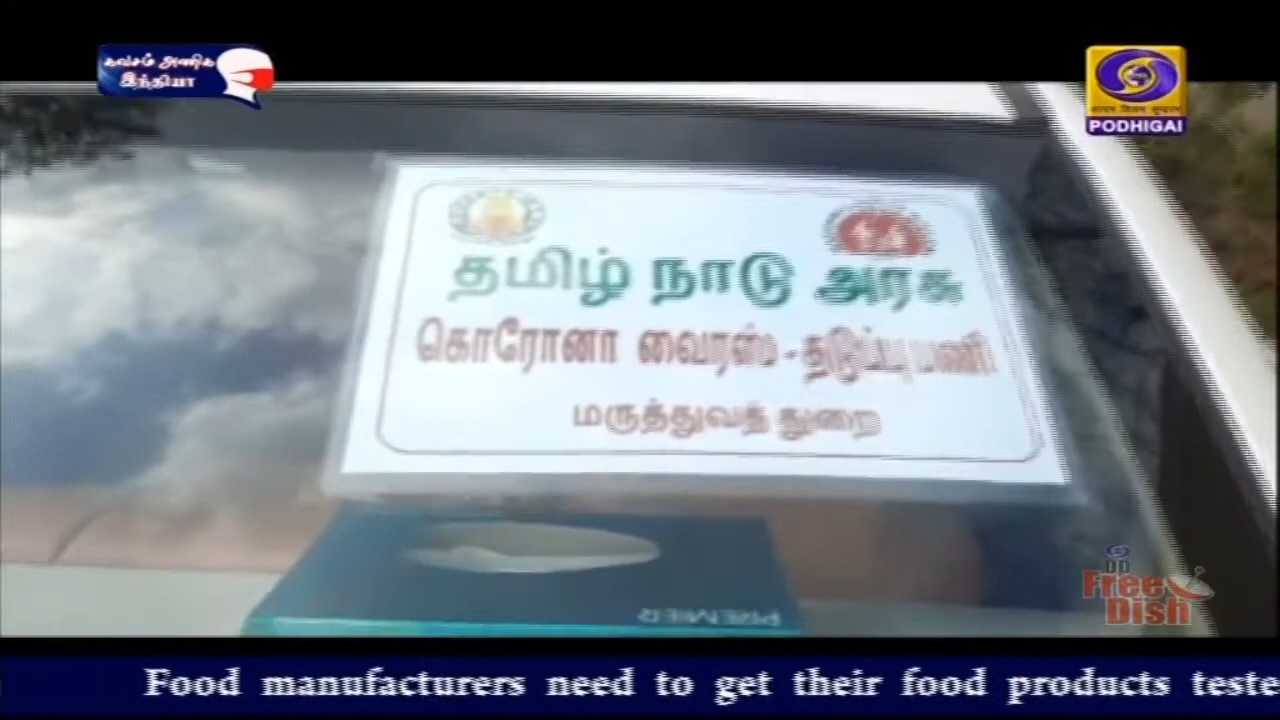 கவசம் அணிக
இந்தியா
PODHIGAI
தமிழ் நாடு அரசு
கொரோனா வைரஸ் - தடுப்பு பணி
மருத்துவத் துறை
PREMIER
DD
Free
Dish
Food manufacturers need to get their food products teste